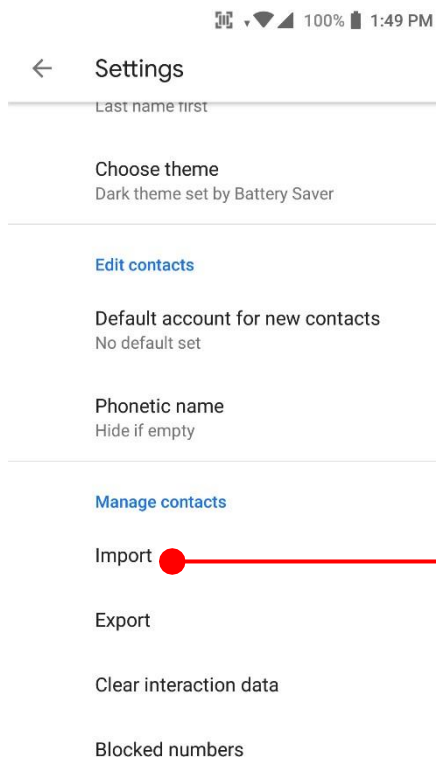 100% 1:49 PM
Settings
Last name first
Choose theme
Dark theme set by Battery Saver
Edit contacts
Default account for new contacts
No default set
Phonetic name
Hide if empty
Manage contacts
Import
Export
Clear interaction data
Blocked numbers